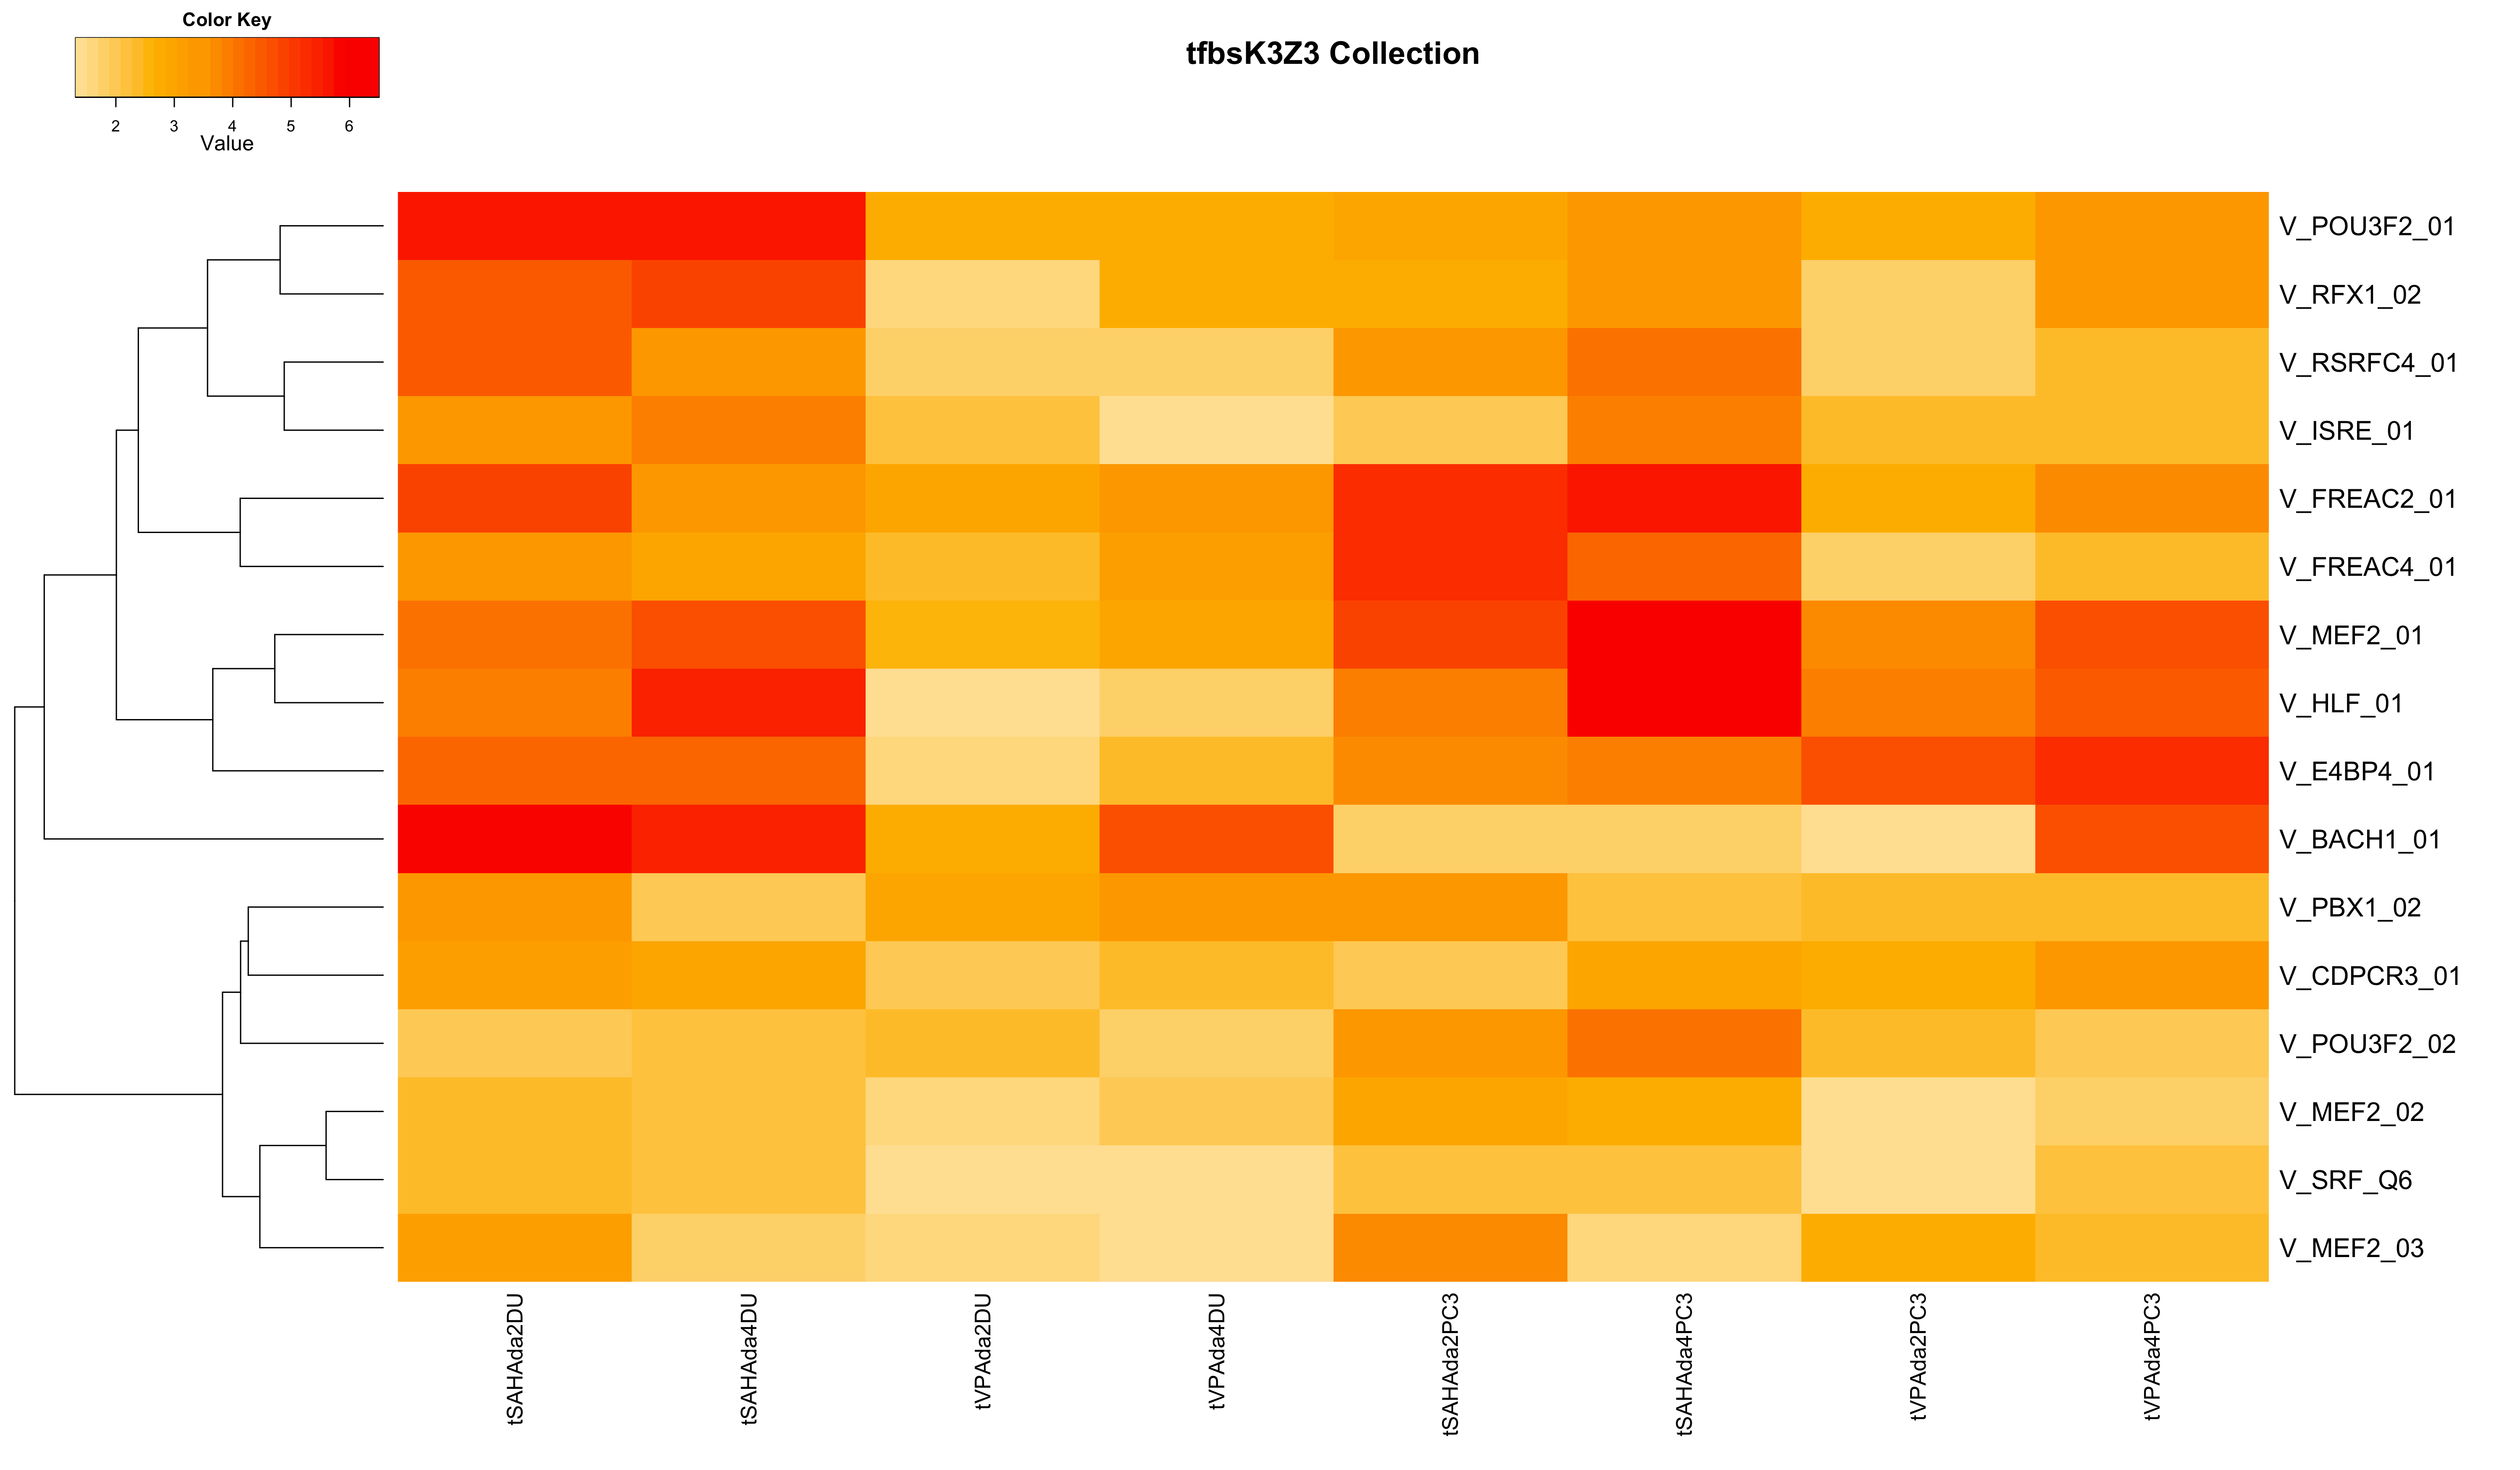 Color Key
2 3 4 5 6
Value
tfbsK3Z3 Collection
V_POU3F2_01
V_RFX1_02
V_RSRFC4_01
V_ISRE_01
V_FREAC2_01
V_FREAC4_01
V_MEF2_01
V_HLF_01
V_E4BP4_01
V_BACH1_01
V_PBX1_02
V_CDPCR3_01
V_POU3F2_02
V_MEF2_02
V_SRF_Q6
V_MEF2_03
tSAHAda2DU
tSAHAda4DU
tVPAda2DU
tVPAda4DU
tSAHAda2PC3
tSAHAda4PC3
tVPAda2PC3
tVPAda4PC3